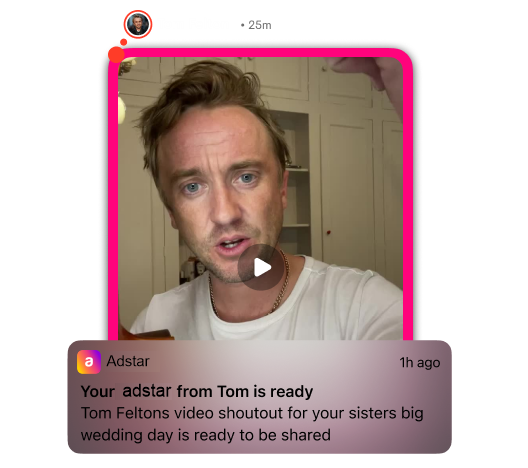 • 25m
a Adstar 1h ago
Your adstar from Tom is ready
Tom Feltons video shoutout for your sisters big
wedding day is ready to be shared